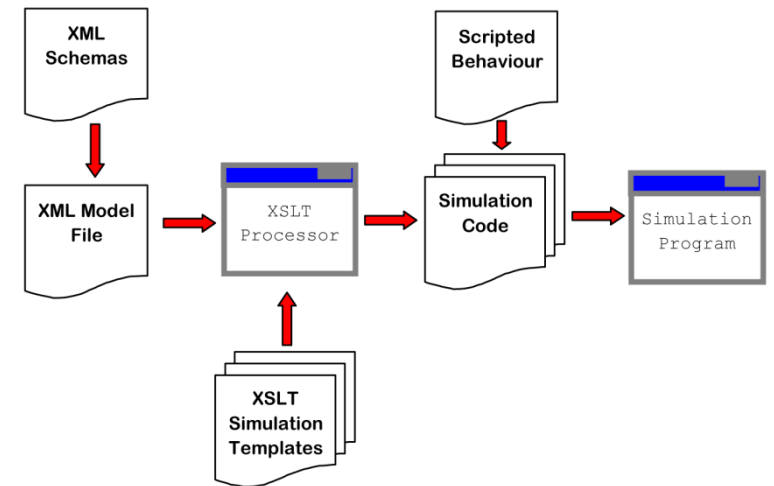 XML
Schemas
Scripted
Behaviour
XML Model
File
XSLT
Processor
Simulation
Code
Simulation
Program
XSLT
Simulation
Templates